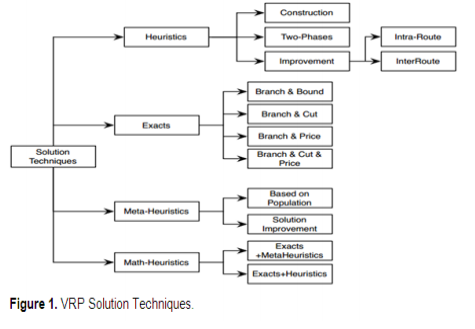 Construction
Heuristics
Two-Phases
Intra-Route
Improvement
InterRoute
Branch & Bound
Branch & Cut
Exacts
Branch & Price
Branch & Cut &
Price
Solution
Techniques
Based on
Population
Meta-Heuristics
Solution
Improvement
Exacts
+MetaHeuristics
Math-Heuristics
Exacts+Heuristics
Figure 1. VRP Solution Techniques.